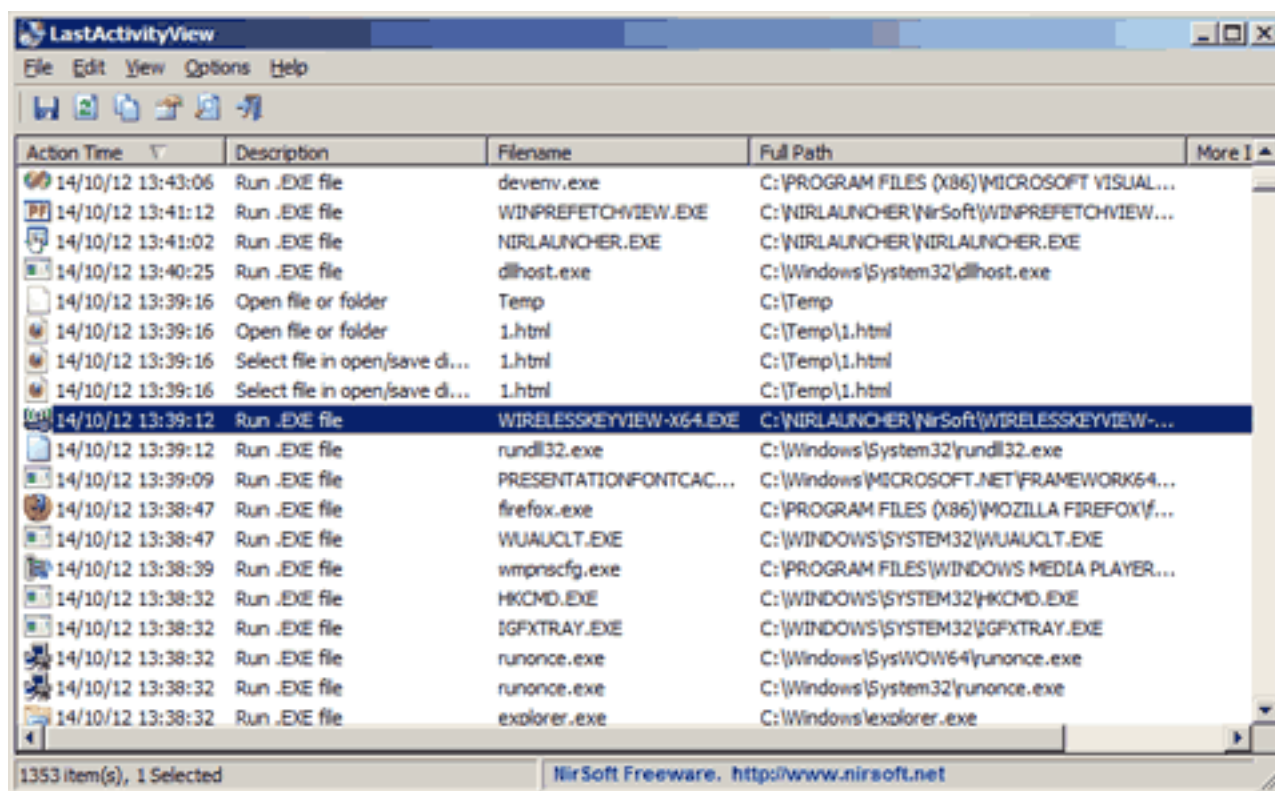 LastActivityView
File Edit View Options Help
Action Time Description Filename Full Path More I
14/10/12 13:43:06 Run .EXE file devenv.exe C:\PROGRAM FILES (X86)\MICROSOFT VISUAL...
PF 14/10/12 13:41:12 Run .EXE file WINPREFETCHVIEW.EXE C:\NIRLAUNCHER\NirSoft\WINPREFETCHVIEW...
14/10/12 13:41:02 Run .EXE file NIRLAUNCHER.EXE C:\NIRLAUNCHER\NIRLAUNCHER.EXE
14/10/12 13:40:25 Run .EXE file dllhost.exe C:\Windows\System32\dllhost.exe
14/10/12 13:39:16 Open file or folder Temp C:\Temp
14/10/12 13:39:16 Open file or folder 1.html C:\Temp\1.html
14/10/12 13:39:16 Select file in open/save di... 1.html C:\Temp\1.html
14/10/12 13:39:16 Select file in open/save di... 1.html C:\Temp\1.html
14/10/12 13:39:12 Run .EXE file WIRELESSKEYVIEW-X64.EXE C:\NIRLAUNCHER\NirSoft\WIRELESSKEYVIEW-...
14/10/12 13:39:12 Run .EXE file rundll32.exe C:\Windows\System32\rundll32.exe
14/10/12 13:39:09 Run .EXE file PRESENTATIONFONTCAC... C:\Windows\MICROSOFT.NET\FRAMEWORK64...
14/10/12 13:38:47 Run .EXE file firefox.exe C:\PROGRAM FILES (X86)\MOZILLA FIREFOX\f...
14/10/12 13:38:47 Run .EXE file WUAUCLT.EXE C:\WINDOWS\SYSTEM32\WUAUCLT.EXE
14/10/12 13:38:39 Run .EXE file wmpnscfg.exe C:\PROGRAM FILES\WINDOWS MEDIA PLAYER...
14/10/12 13:38:32 Run .EXE file HKCMD.EXE C:\WINDOWS\SYSTEM32\HKCMD.EXE
14/10/12 13:38:32 Run .EXE file IGFXTRAY.EXE C:\WINDOWS\SYSTEM32\IGFXTRAY.EXE
14/10/12 13:38:32 Run .EXE file runonce.exe C:\Windows\SysWOW64\runonce.exe
14/10/12 13:38:32 Run .EXE file runonce.exe C:\Windows\System32\runonce.exe
14/10/12 13:38:32 Run .EXE file explorer.exe C:\Windows\explorer.exe
1353 item(s), 1 Selected NirSoft Freeware. http://www.nirsoft.net